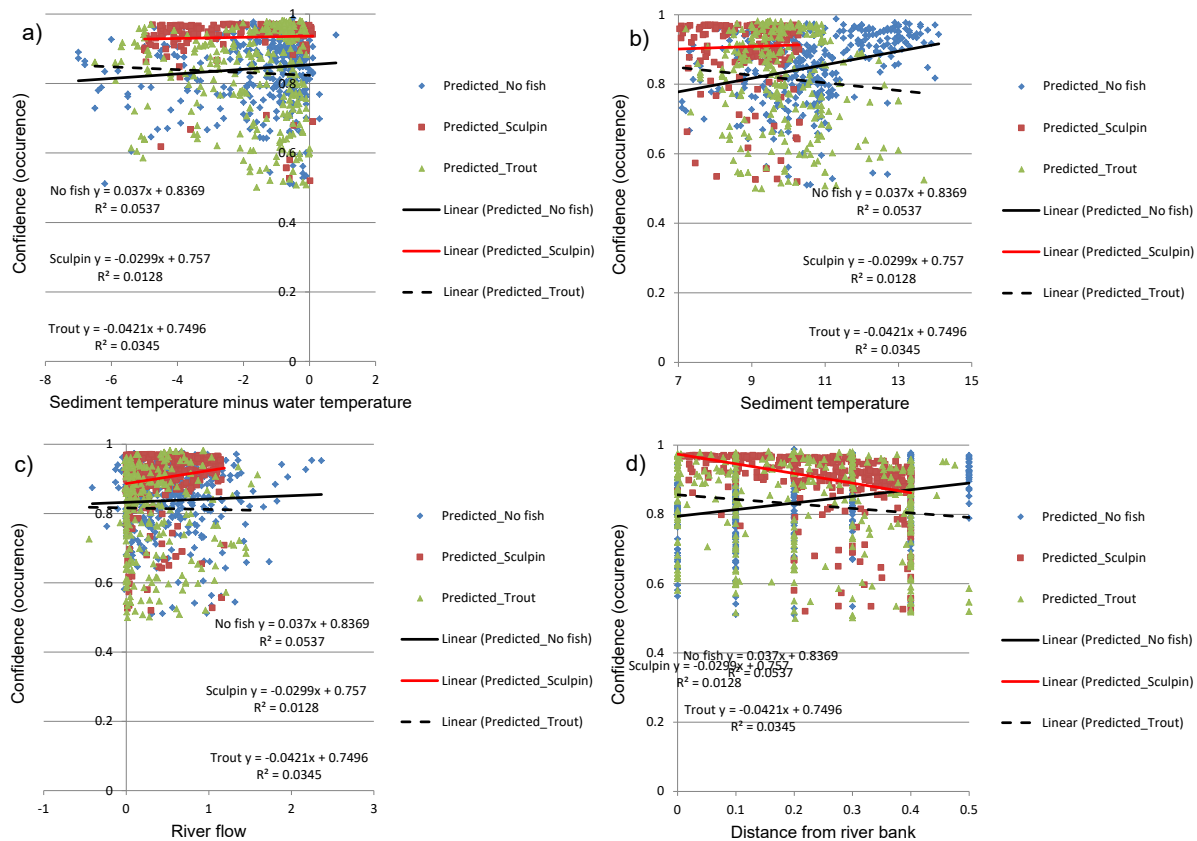 a)
Confidence (occurence)
1
0.8
0.6
0.4
0.2
0
-8
-6
-4
-2
0
2
Sediment temperature minus water temperature
No fish y = 0.037x + 0.8369
R² = 0.0537
Sculpin y = -0.0299x + 0.757
R² = 0.0128
Trout y = -0.0421x + 0.7496
R² = 0.0345
Predicted_No fish
Predicted_Sculpin
Predicted_Trout
Linear (Predicted_No fish)
Linear (Predicted_Sculpin)
Linear (Predicted_Trout)
b)
Confidence (occurence)
1
0.8
0.6
0.4
0.2
0
7
9
11
13
15
Sediment temperature
No fish y = 0.037x + 0.8369
R² = 0.0537
Sculpin y = -0.0299x + 0.757
R² = 0.0128
Trout y = -0.0421x + 0.7496
R² = 0.0345
Predicted_No fish
Predicted_Sculpin
Predicted_Trout
Linear (Predicted_No fish)
Linear (Predicted_Sculpin)
Linear (Predicted_Trout)
c)
Confidence (occurence)
1
0.8
0.6
0.4
0.2
0
-1
0
1
2
3
River flow
No fish y = 0.037x + 0.8369
R² = 0.0537
Sculpin y = -0.0299x + 0.757
R² = 0.0128
Trout y = -0.0421x + 0.7496
R² = 0.0345
Predicted_No fish
Predicted_Sculpin
Predicted_Trout
Linear (Predicted_No fish)
Linear (Predicted_Sculpin)
Linear (Predicted_Trout)
d)
Confidence (occurence)
1
0.8
0.6
0.4
0.2
0
0
0.1
0.2
0.3
0.4
0.5
Distance from river bank
No fish y = 0.037x + 0.8369
R² = 0.0537
Sculpin y = -0.0299x + 0.757
R² = 0.0128
Trout y = -0.0421x + 0.7496
R² = 0.0345
Predicted_No fish
Predicted_Sculpin
Predicted_Trout
Linear (Predicted_No fish)
Linear (Predicted_Sculpin)
Linear (Predicted_Trout)